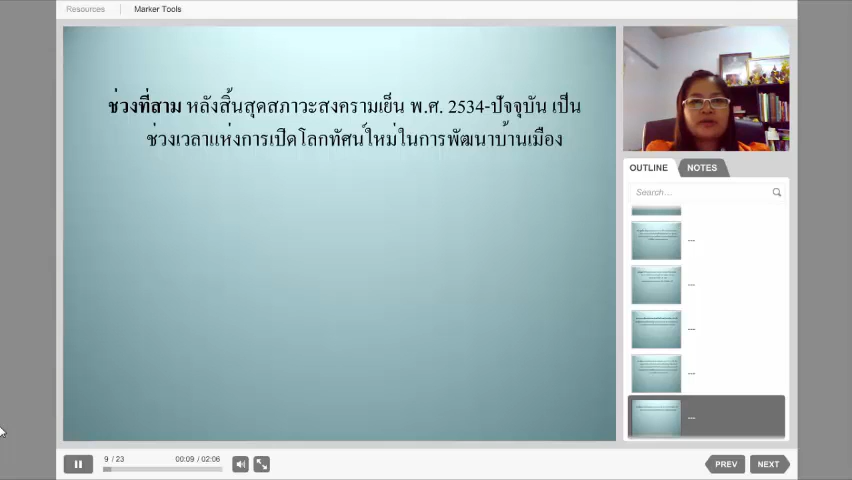 Resources
Marker Tools
ช่วงที่สาม หลังสิ้นสุดสภาวะสงครามเย็น พ.ศ. 2534-ปัจจุบัน เป็น
ช่วงเวลาแห่งการเปิดโลกทัศน์ใหม่ในการพัฒนาบ้านเมือง
OUTLINE
NOTES
Search...
...
...
...
...
...
9 / 23
00:09 / 02:06
PREV
NEXT